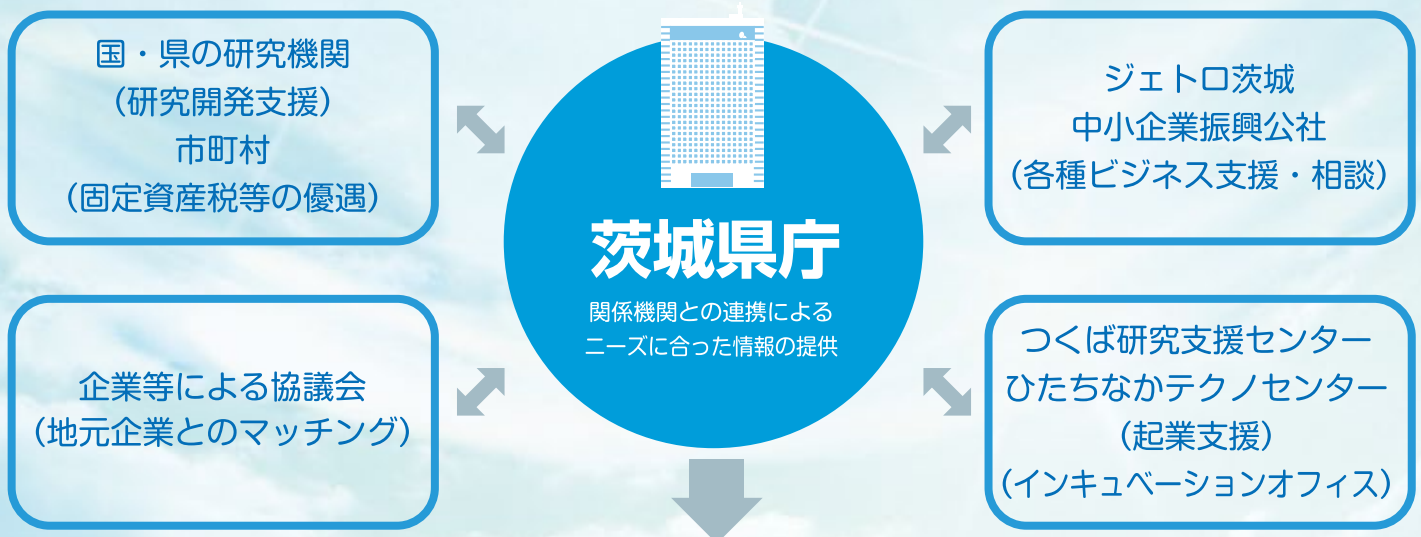 国・県の研究機関
(研究開発支援)
市町村
(固定資産税等の優遇)
ジェトロ茨城
中小企業振興公社
(各種ビジネス支援・相談)
茨城県庁
関係機関との連携による
ニーズに合った情報の提供
企業等による協議会
(地元企業とのマッチング)
つくば研究支援センター
ひたちなかテクノセンター
(起業支援)
(インキュベーションオフィス)